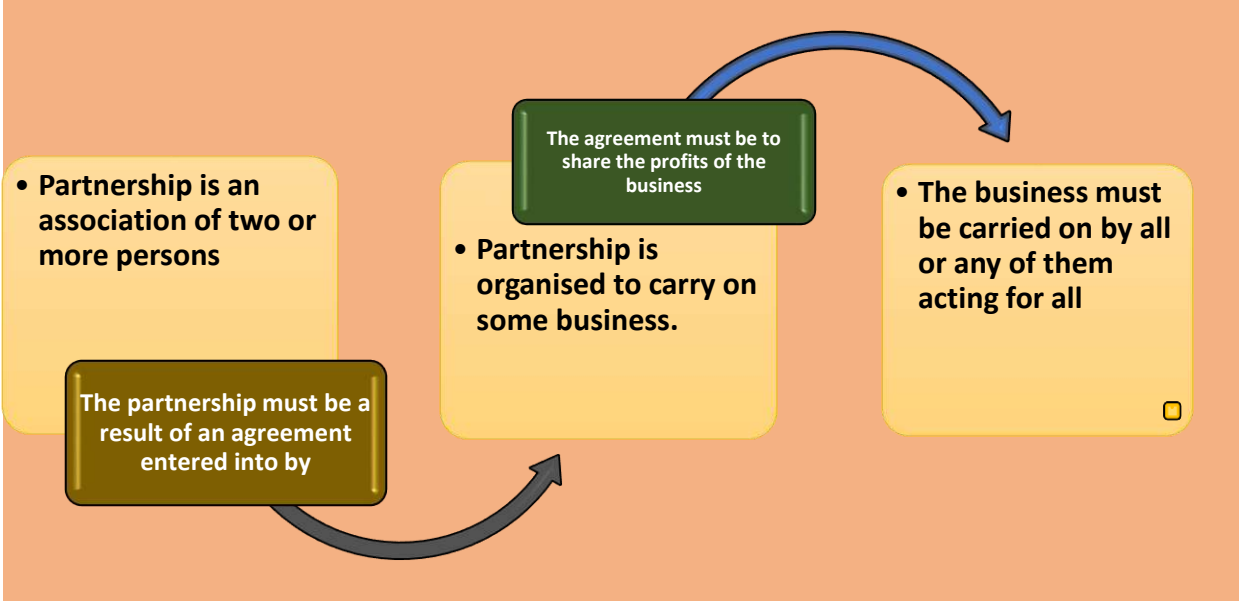 • Partnership is an
association of two or
more persons
The partnership must be a
result of an agreement
entered into by
The agreement must be to
share the profits of the
business
• Partnership is
organised to carry on
some business.
• The business must
be carried on by all
or any of them
acting for all